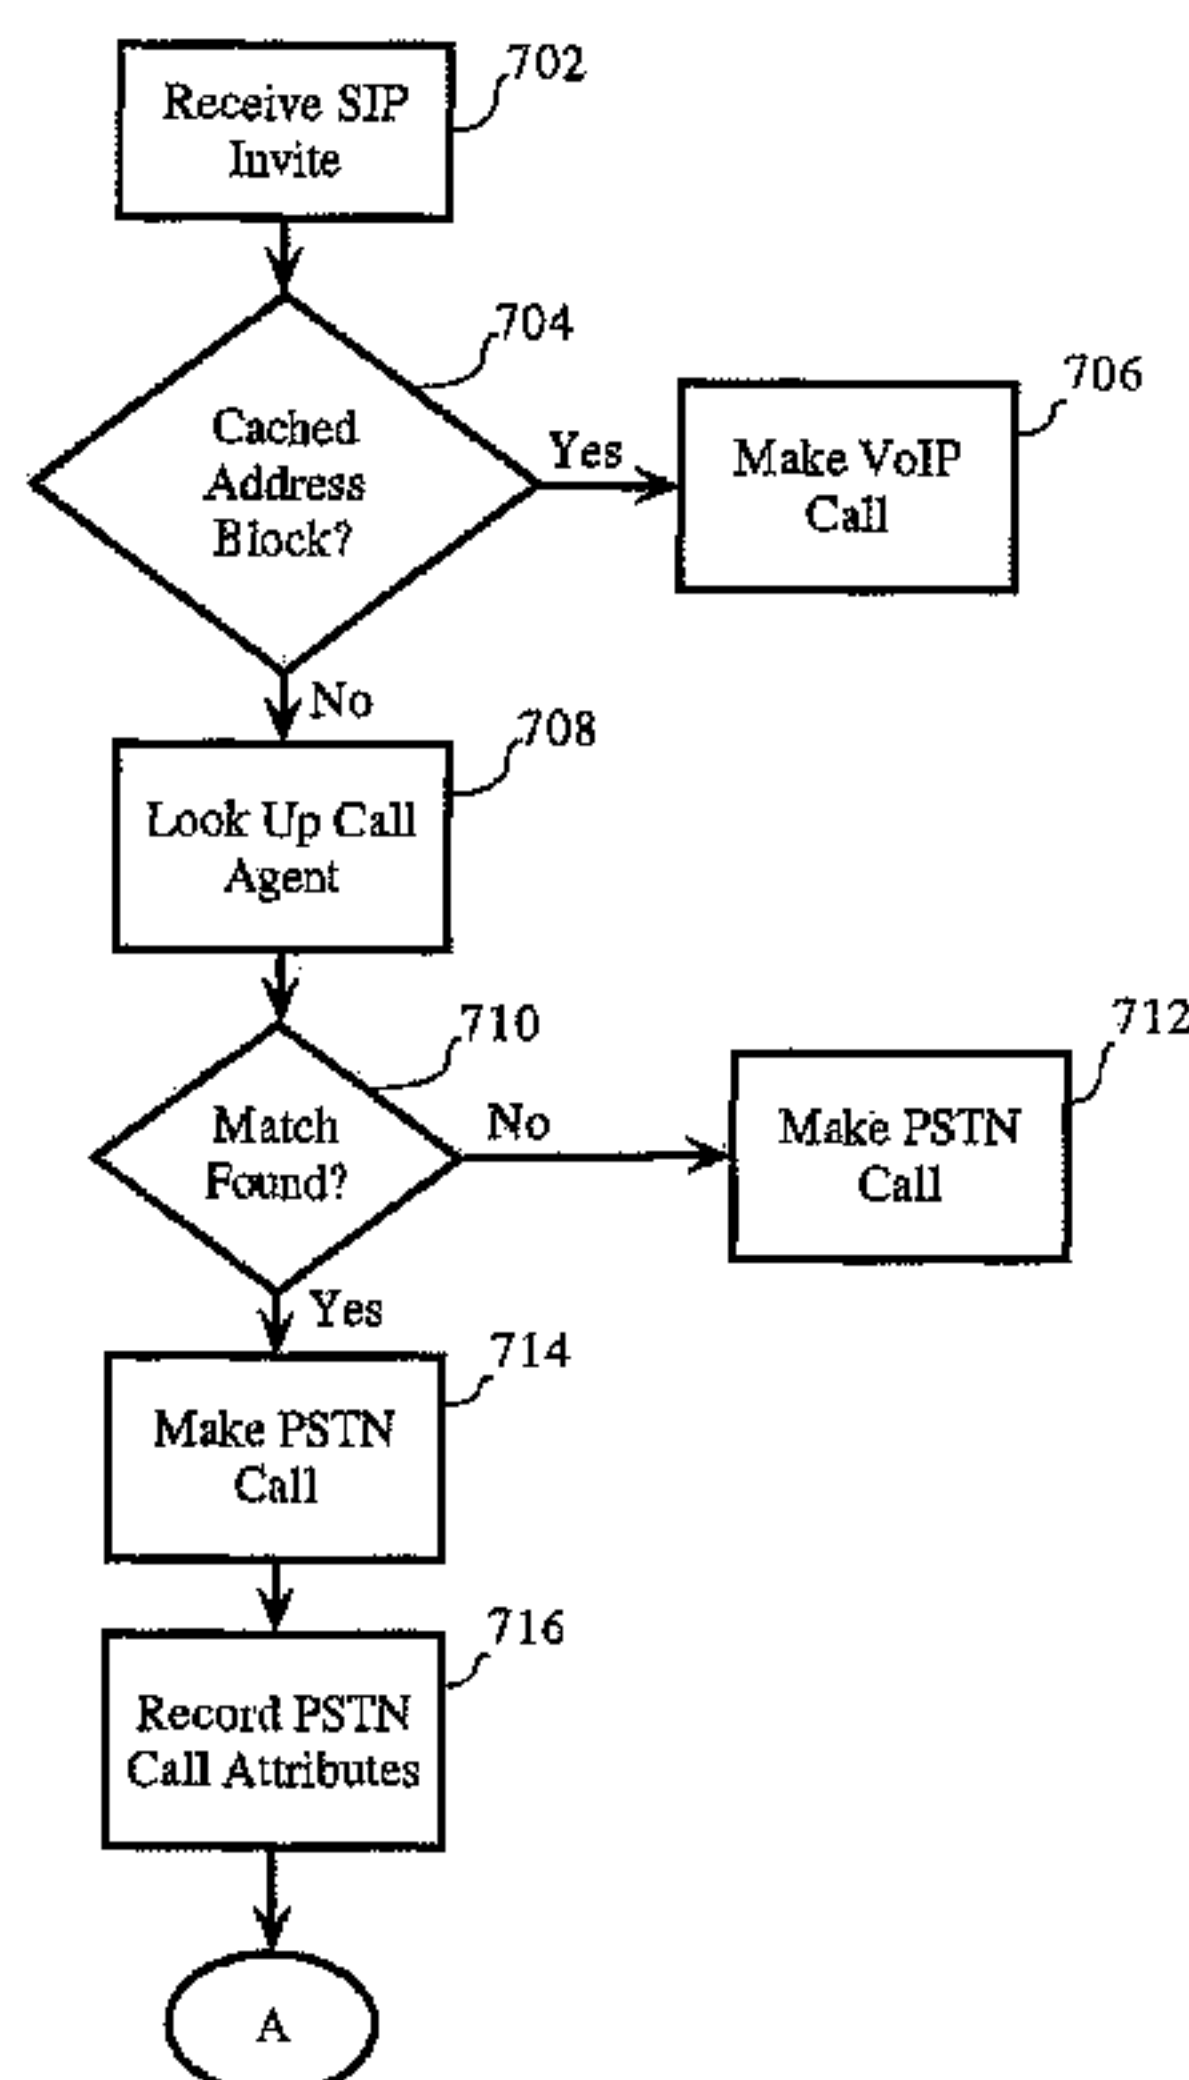 702
Receive SIP
Invite
704
Cached
Address
Block?
Yes
706
Make VoIP
Call
No
708
Look Up Call
Agent
710
Match
Found?
No
712
Make PSTN
Call
Yes
714
Make PSTN
Call
716
Record PSTN
Call Attributes
A